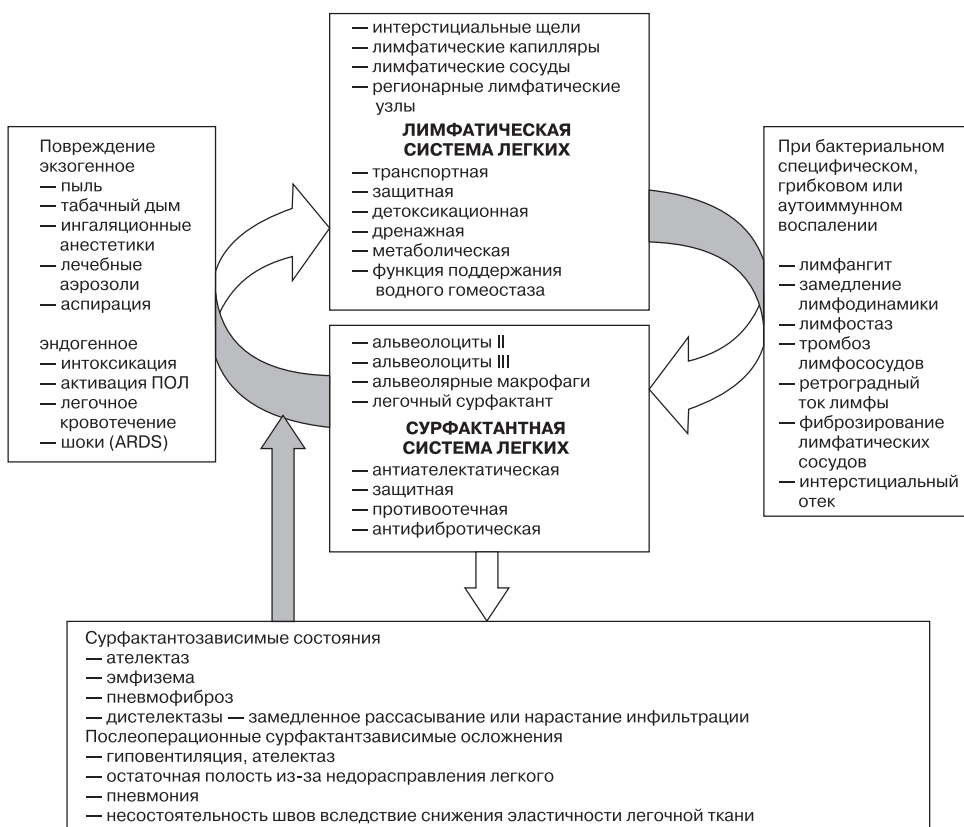 — интерстициальные щели
— лимфатические капилляры
— лимфатические сосуды
— регионарные лимфатические
узлы
ЛИМФАТИЧЕСКАЯ
СИСТЕМА ЛЕГКИХ
— транспортная
— защитная
— детоксикационная
— дренажная
— метаболическая
— функция поддержания
водного гомеостаза
Повреждение
экзогенное
— пыль
— табачный дым
— ингаляционные
анестетики
— лечебные
аэрозоли
— аспирация
эндогенное
— интоксикация
— активация ПОЛ
— легочное
кровотечение
— шоки (ARDS)
При бактериальном
специфическом,
грибковом или
аутоиммунном
воспалении
— лимфангит
— замедление
лимфодинамики
— лимфостаз
— тромбоз
лимфососудов
— ретроградный
ток лимфы
— фиброзирование
лимфатических
сосудов
— интерстициальный
отек
— альвеолоциты II
— альвеолоциты III
— альвеолярные макрофаги
— легочный сурфактант
СУРФАКТАНТНАЯ
СИСТЕМА ЛЕГКИХ
— антиателектатическая
— защитная
— противоотечная
— антифибротическая
Сурфактантозависимые состояния
— ателектаз
— эмфизема
— пневмофиброз
— дистелектазы — замедленное рассасывание или нарастание инфильтрации
Послеоперационные сурфактантзависимые осложнения
— гиповентиляция, ателектаз
— остаточная полость из-за недорасправления легкого
— пневмония
— несостоятельность швов вследствие снижения эластичности легочной ткани